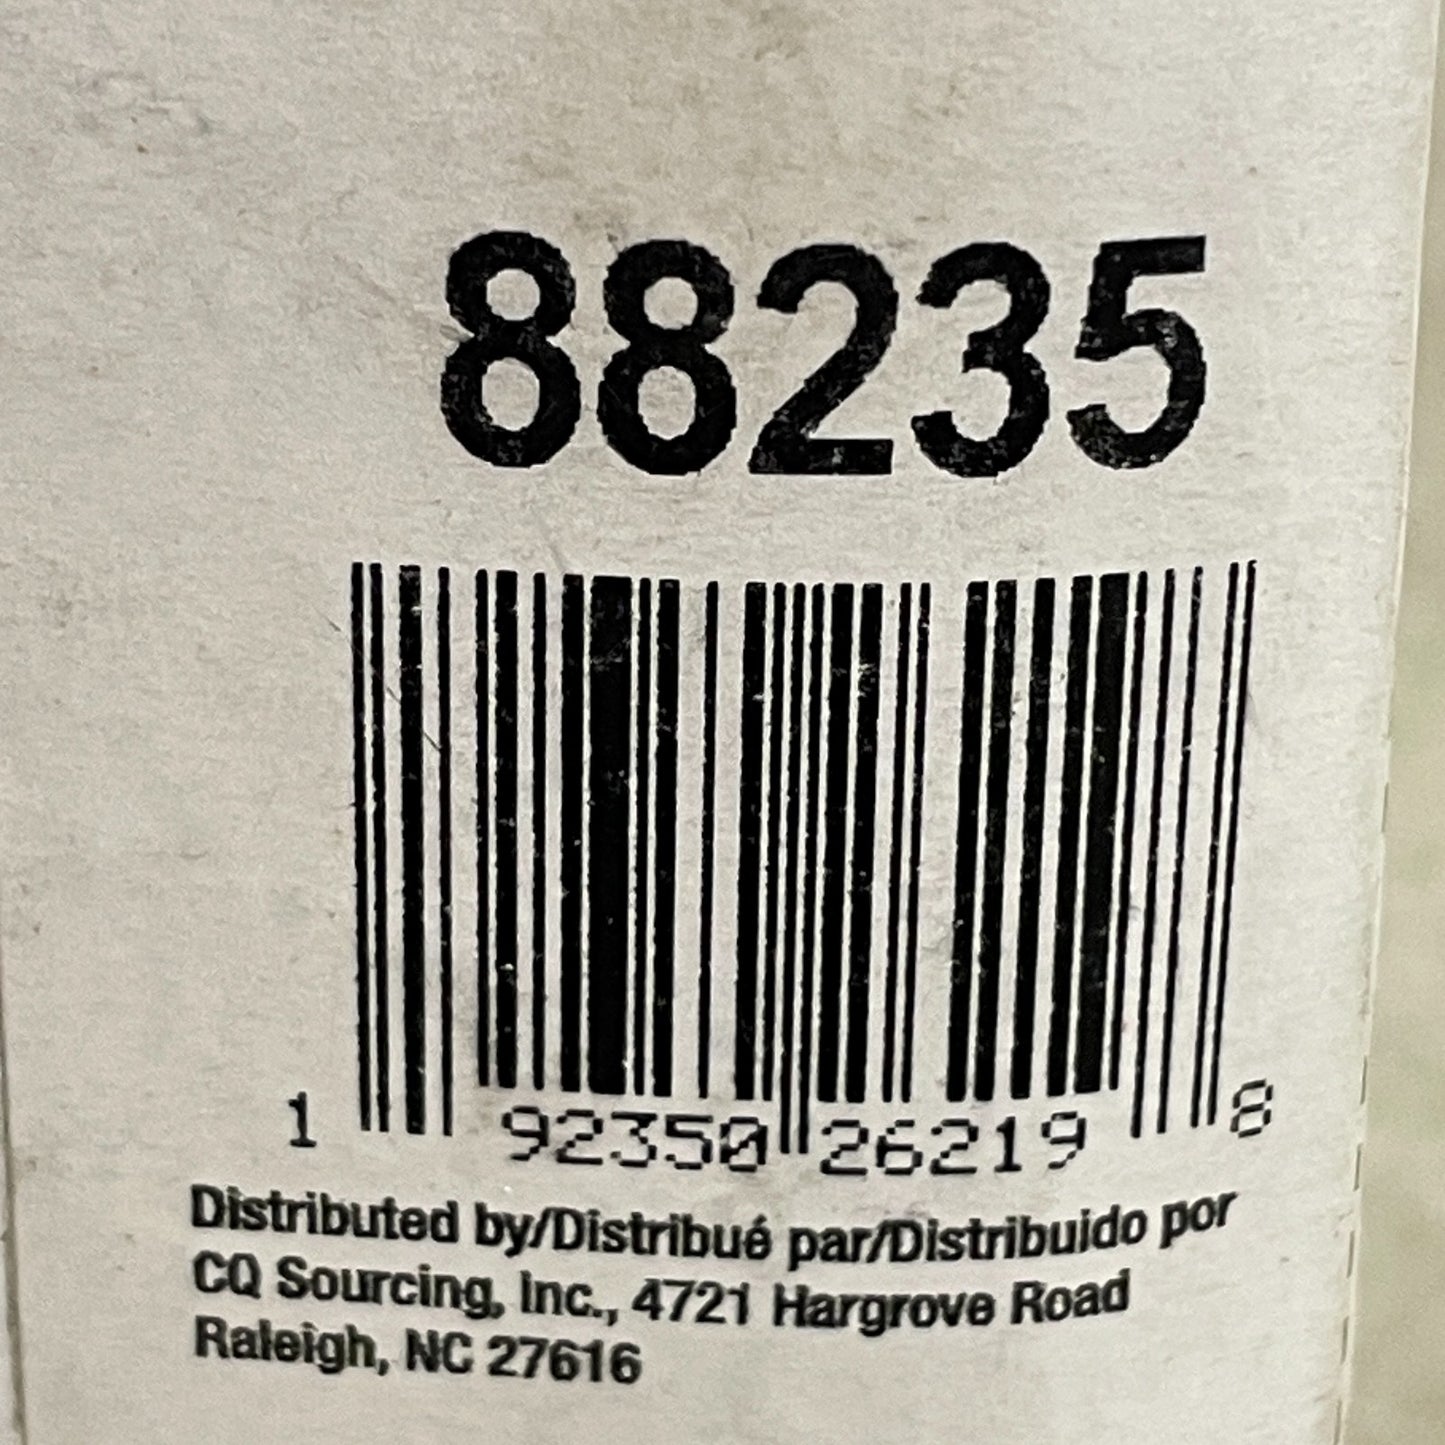 88235
1 92350 26219 8
Distributed by/Distribué par/Distribuido por
CQ Sourcing, Inc., 4721 Hargrove Road
Raleigh, NC 27616